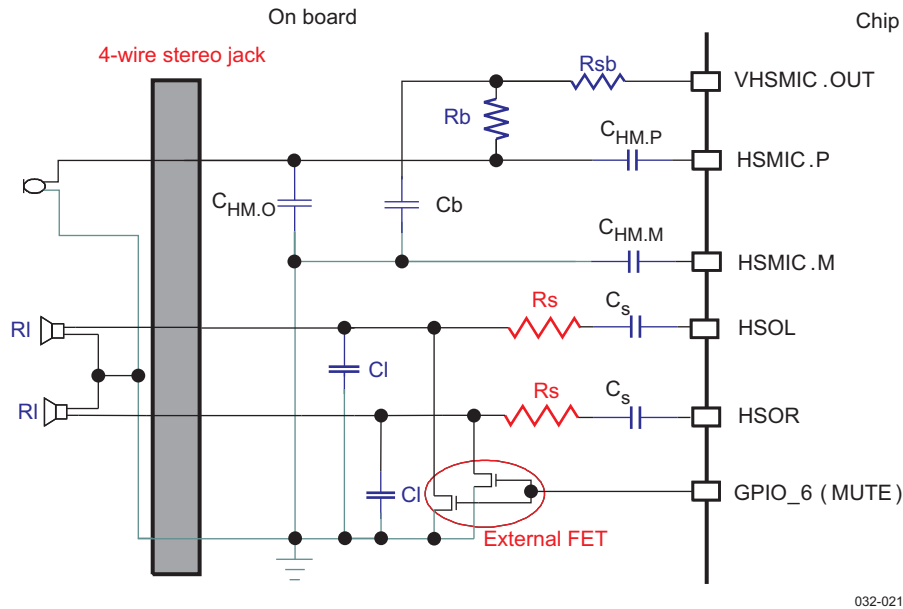 On board
Chip
4-wire stereo jack
Rsb
VHSMIC.OUT
Rb
CHM.P
HSMIC.P
CHM.O
Cb
CHM.M
HSMIC.M
Rl
Rs
Cs
HSOL
Cl
Rl
Rs
Cs
HSOR
Cl
GPIO_6 (MUTE)
External FET
032-021